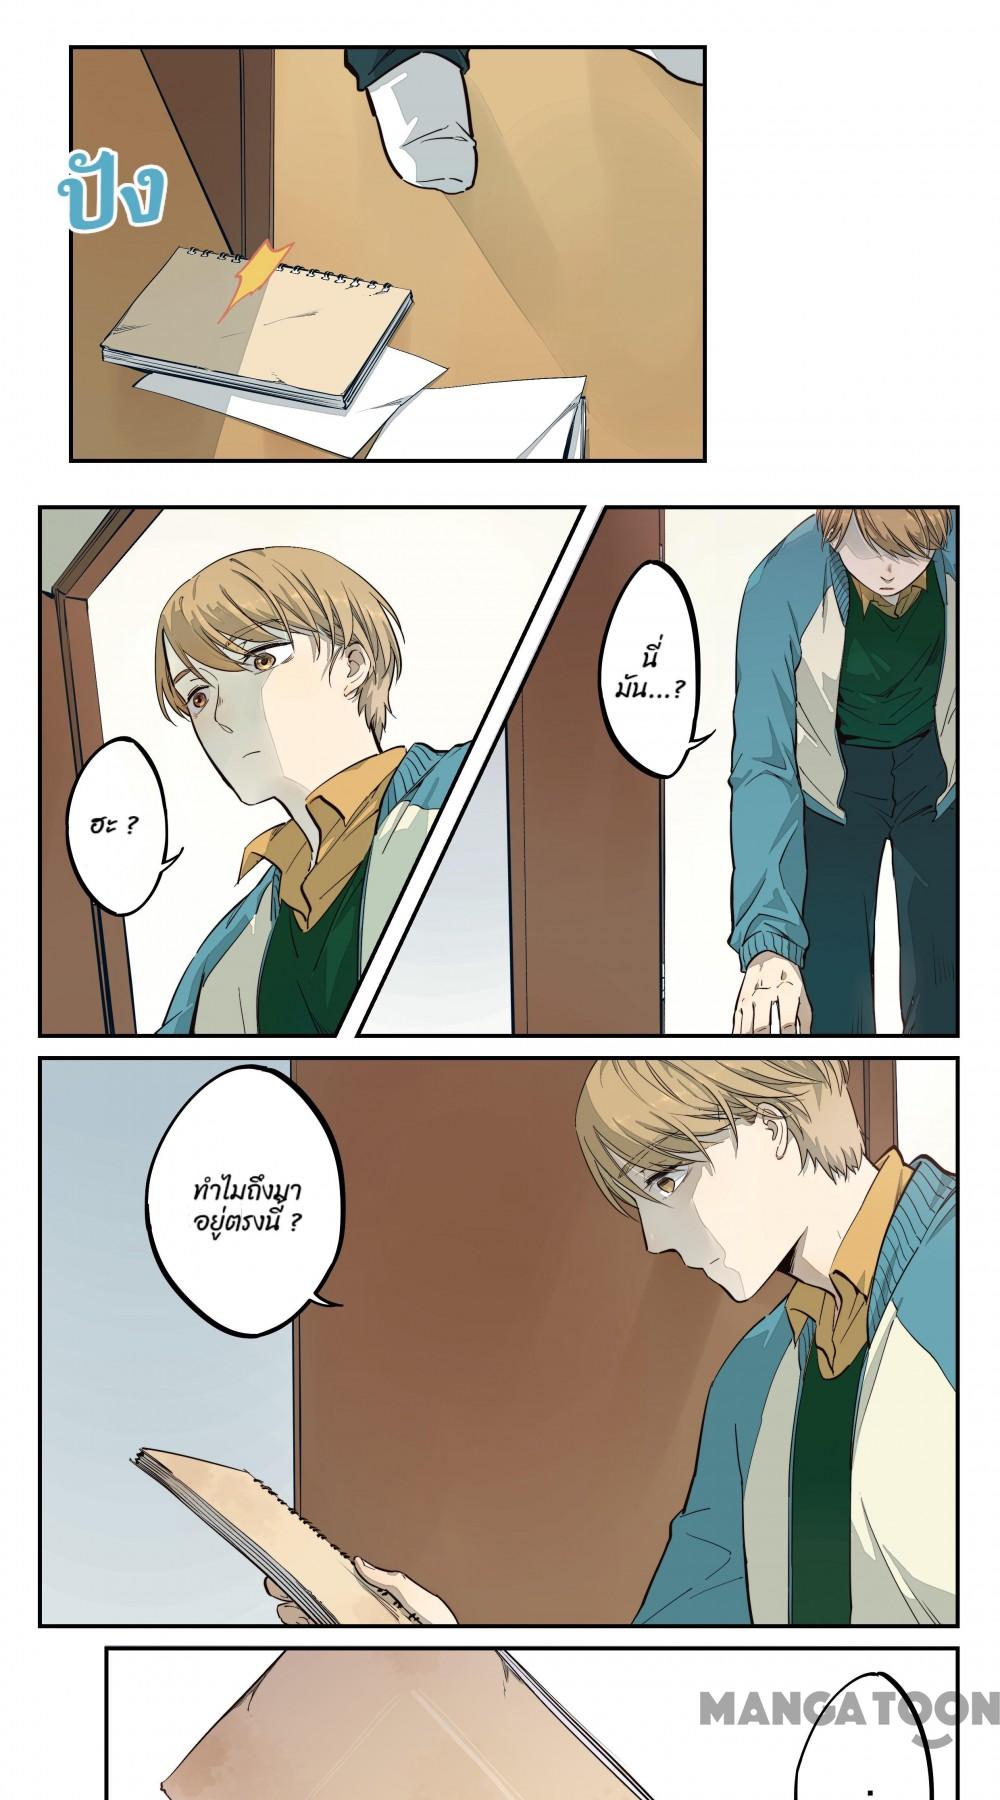 ปัง
ฮะ ?
นี่
มัน...?
ทำไมถึงมา
อยู่ตรงนี้ ?
MANGATOON